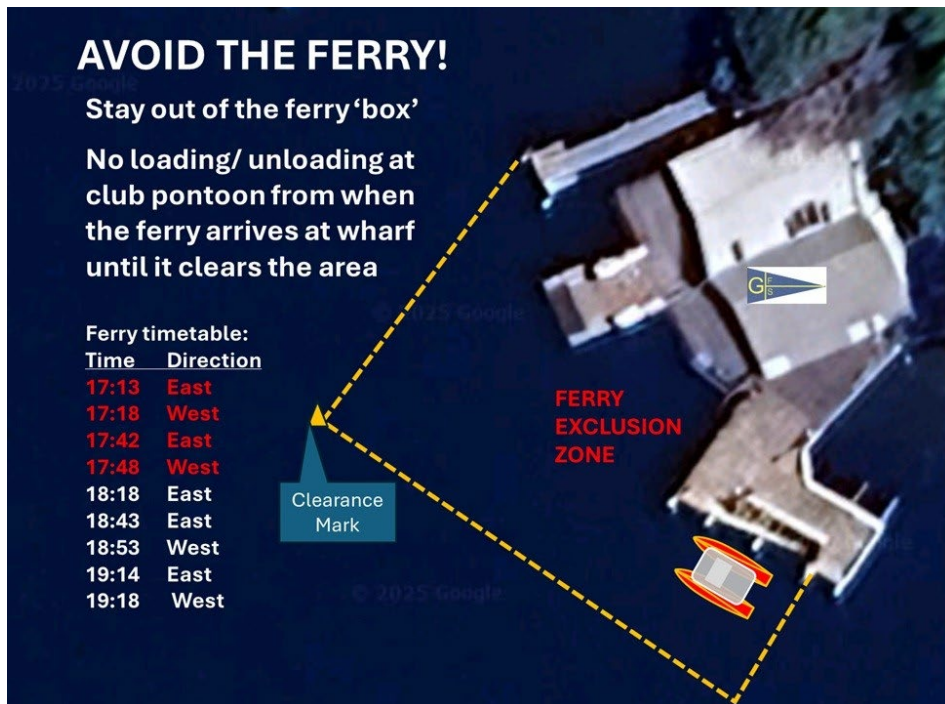 AVOID THE FERRY!
Stay out of the ferry ‘box’
No loading/ unloading at
club pontoon from when
the ferry arrives at wharf
until it clears the area
Ferry timetable:
Time Direction
17:13 East
17:18 West
17:42 East
17:48 West
18:18 East
18:43 East
18:53 West
19:14 East
19:18 West
Clearance
Mark
FERRY
EXCLUSION
ZONE
G F S
2025 Google
© 2025 Google
© 2025 Google